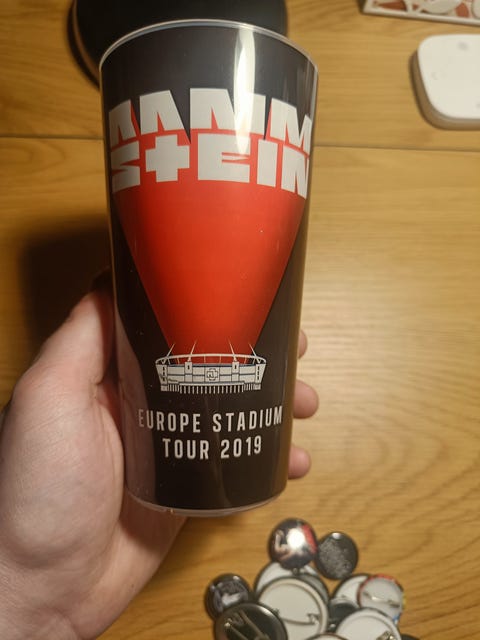 RAMM
STEIN
EUROPE STADIUM
TOUR 2019